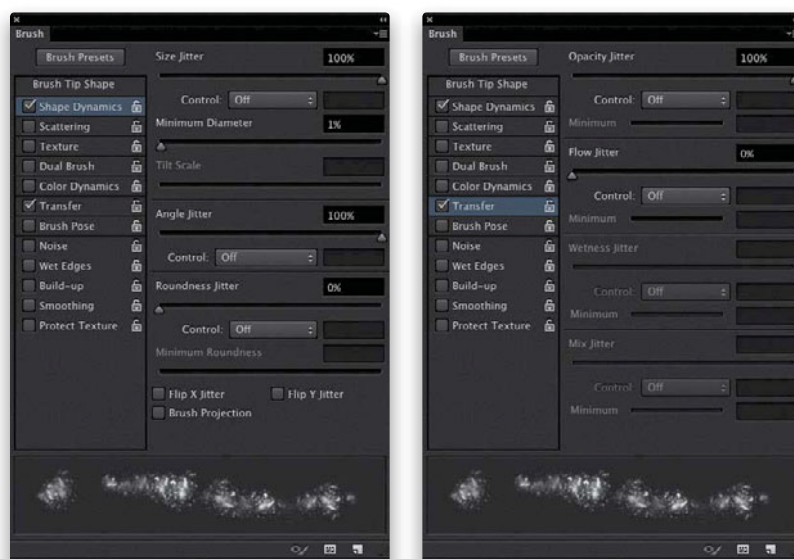 Brush
Brush Presets
Size Jitter
100%
Brush Tip Shape
Control: Off
Shape Dynamics
Minimum Diameter
1%
Scattering
Texture
Tilt Scale
Dual Brush
Color Dynamics
Transfer
Angle Jitter
100%
Brush Pose
Noise
Control: Off
Wet Edges
Build-up
Roundness Jitter
0%
Smoothing
Control: Off
Protect Texture
Minimum Roundness
Flip X Jitter
Flip Y Jitter
Brush Projection
Brush
Brush Presets
Opacity Jitter
100%
Brush Tip Shape
Control: Off
Shape Dynamics
Minimum
Scattering
Texture
Flow Jitter
0%
Dual Brush
Color Dynamics
Control: Off
Transfer
Minimum
Brush Pose
Noise
Wetness Jitter
Wet Edges
Build-up
Control: Off
Smoothing
Minimum
Protect Texture
Mix Jitter
Control: Off
Minimum